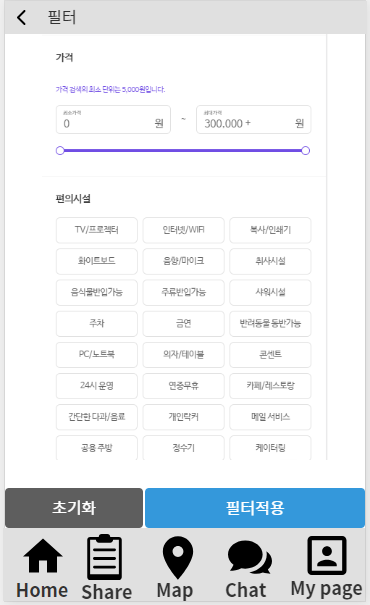 필터
가격
가격 검색의 최소 단위는 5,000원입니다.
최소가격 최대가격
0 원 ~ 300.000 + 원
편의시설
TV/프로젝터 인터넷/WIFI 복사/인쇄기
화이트보드 음향/마이크 취사시설
음식물반입가능 주류반입가능 샤워시설
주차 금연 반려동물 동반가능
PC/노트북 의자/테이블 콘센트
24시 운영 연중무휴 카페/레스토랑
간단한 다과/음료 개인락커 메일 서비스
공용 주방 정수기 케이터링
초기화 필터적용
Home Share Map Chat My page